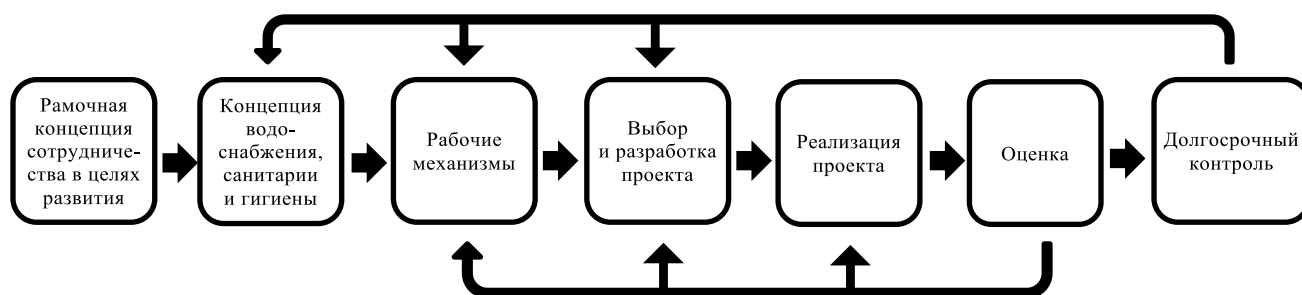 Рамочная
концепция
сотрудниче-
ства в целях
развития
Концепция
водо-
снабжения,
санитарии
и гигиены
Рабочие
механизмы
Выбор
и разработка
проекта
Реализация
проекта
Оценка
Долгосрочный
контроль